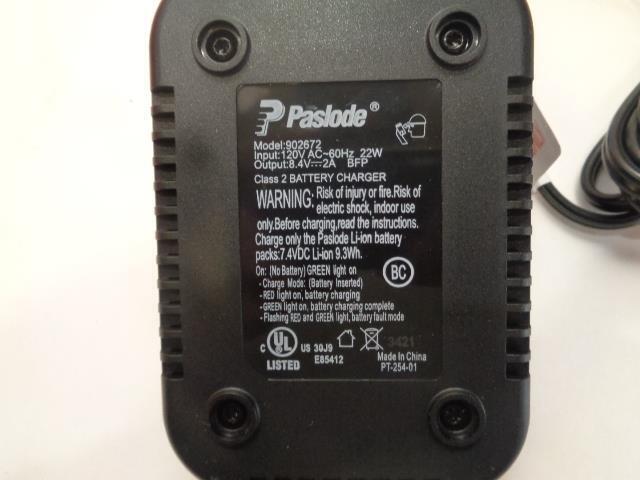 Paslode®
Model:902672
Input:120V AC~60Hz 22W
Output:8.4V⎓2A BFP
Class 2 BATTERY CHARGER
WARNING: Risk of injury or fire.Risk of
electric shock, indoor use
only.Before charging,read the instructions.
Charge only the Paslode Li-ion battery
packs:7.4VDC Li-ion 9.3Wh.
On: (No Battery) GREEN light on
- Charge Mode: (Battery Inserted)
- RED light on, battery charging
- GREEN light on, battery charging complete
- Flashing RED and GREEN light, battery fault mode
BC
C UL US 30J9
LISTED E85412
3421
Made In China
PT-254-01